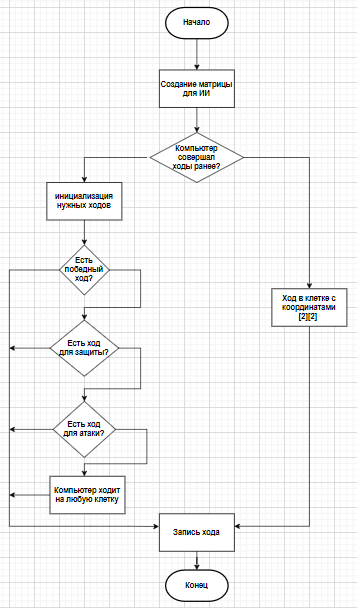 Начало
Создание матрицы
для ИИ
Компьютер
совершал
ходы ранее?
инициализация
нужных ходов
Есть
победный
ход?
Ход в клетке с
координатами
[2][2]
Есть ход
для защиты?
Есть ход
для атаки?
Компьютер ходит
на любую клетку
Запись хода
Конец